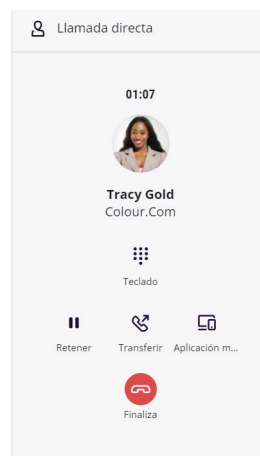 Llamada directa
01:07
Tracy Gold
Colour.Com
Teclado
Retener Transferir Aplicación m...
Finaliza